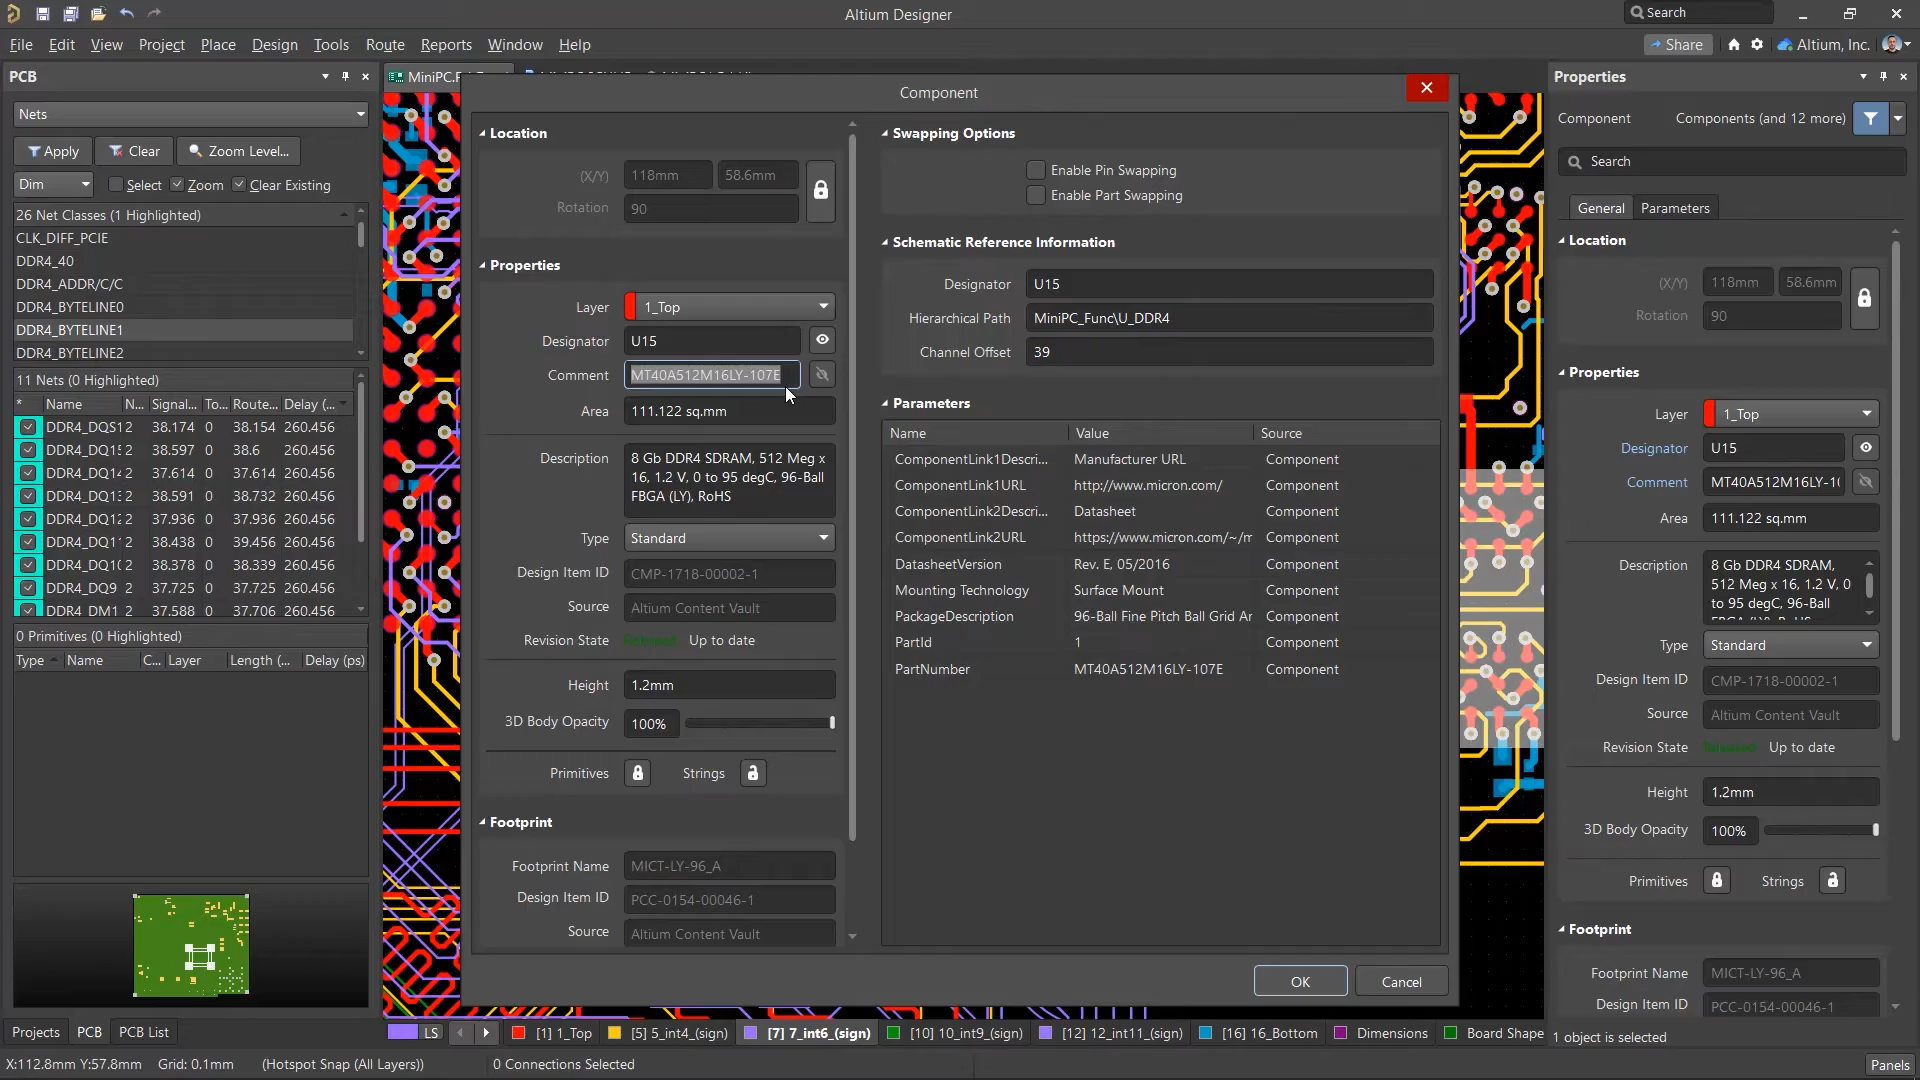 Altium Designer
Search
File Edit View Project Place Design Tools Route Reports Window Help
Share
Altium, Inc.
PCB
Nets
Apply Clear Zoom Level...
Dim Select Zoom Clear Existing
26 Net Classes (1 Highlighted)
CLK_DIFF_PCIE
DDR4_40
DDR4_ADDR/C/C
DDR4_BYTELINE0
DDR4_BYTELINE1
DDR4_BYTELINE2
11 Nets (0 Highlighted)
* Name N... Signal... To... Route... Delay (...
DDR4_DQS1 2 38.174 0 38.154 260.456
DDR4_DQ15 2 38.597 0 38.6 260.456
DDR4_DQ14 2 37.614 0 37.614 260.456
DDR4_DQ13 2 38.591 0 38.732 260.456
DDR4_DQ12 2 37.936 0 37.936 260.456
DDR4_DQ11 2 38.438 0 39.456 260.456
DDR4_DQ10 2 38.378 0 38.339 260.456
DDR4_DQ9 2 37.725 0 37.725 260.456
DDR4_DM1 2 37.588 0 37.706 260.456
0 Primitives (0 Highlighted)
Type Name C... Layer Length (... Delay (ps)
Projects PCB PCB List
Component
Location
(X/Y) 118mm 58.6mm
Rotation 90
Properties
Layer 1_Top
Designator U15
Comment MT40A512M16LY-107E
Area 111.122 sq.mm
Description 8 Gb DDR4 SDRAM, 512 Meg x
16, 1.2 V, 0 to 95 degC, 96-Ball
FBGA (LY), RoHS
Type Standard
Design Item ID CMP-1718-00002-1
Source Altium Content Vault
Revision State Released Up to date
Height 1.2mm
3D Body Opacity 100%
Primitives Strings
Footprint
Footprint Name MICT-LY-96_A
Design Item ID PCC-0154-00046-1
Source Altium Content Vault
Swapping Options
Enable Pin Swapping
Enable Part Swapping
Schematic Reference Information
Designator U15
Hierarchical Path MiniPC_Func\U_DDR4
Channel Offset 39
Parameters
Name Value Source
ComponentLink1Descri... Manufacturer URL Component
ComponentLink1URL http://www.micron.com/ Component
ComponentLink2Descri... Datasheet Component
ComponentLink2URL https://www.micron.com/~/m Component
DatasheetVersion Rev. E, 05/2016 Component
Mounting Technology Surface Mount Component
PackageDescription 96-Ball Fine Pitch Ball Grid Ar Component
PartId 1 Component
PartNumber MT40A512M16LY-107E Component
OK Cancel
Properties
Component Components (and 12 more)
Search
General Parameters
Location
(X/Y) 118mm 58.6mm
Rotation 90
Properties
Layer 1_Top
Designator U15
Comment MT40A512M16LY-10
Area 111.122 sq.mm
Description 8 Gb DDR4 SDRAM,
512 Meg x 16, 1.2 V, 0
to 95 degC, 96-Ball
Type Standard
Design Item ID CMP-1718-00002-1
Source Altium Content Vault
Revision State Released Up to date
Height 1.2mm
3D Body Opacity 100%
Primitives Strings
Footprint
Footprint Name MICT-LY-96_A
Design Item ID PCC-0154-00046-1
LS [1] 1_Top [5] 5_int4_(sign) [7] 7_int6_(sign) [10] 10_int9_(sign) [12] 12_int11_(sign) [16] 16_Bottom Dimensions Board Shape
1 object is selected
X:112.8mm Y:57.8mm Grid: 0.1mm (Hotspot Snap (All Layers)) 0 Connections Selected
Panels